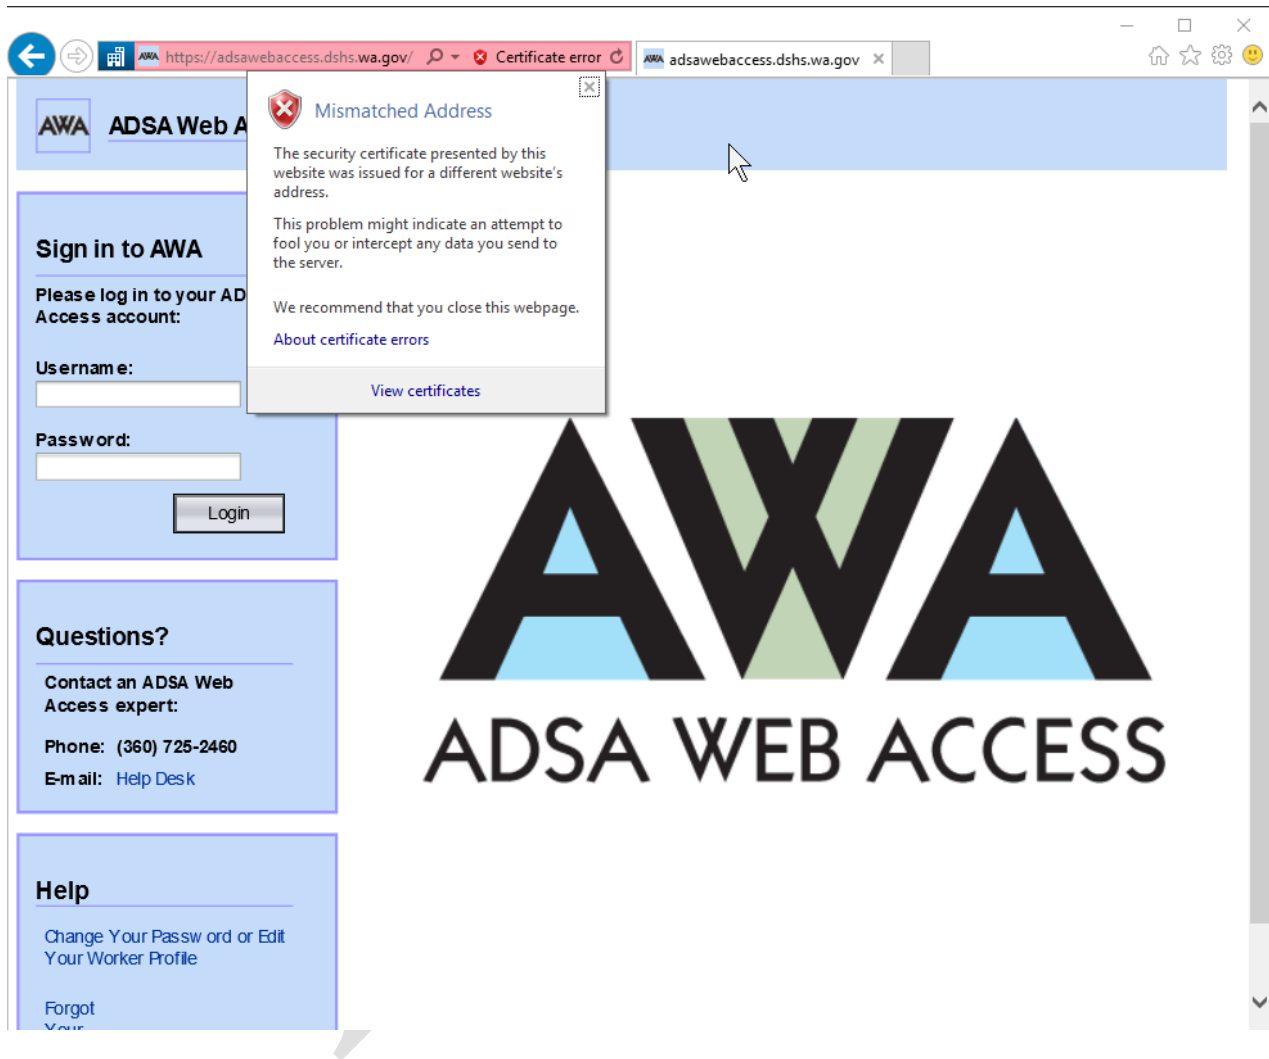 https://adsawebaccess.dshs.wa.gov/
Certificate error
adsawebaccess.dshs.wa.gov
AWA
ADSA Web A
Mismatched Address
The security certificate presented by this
website was issued for a different website's
address.
This problem might indicate an attempt to
fool you or intercept any data you send to
the server.
We recommend that you close this webpage.
About certificate errors
View certificates
Sign in to AWA
Please log in to your AD
Access account:
Username:
Password:
Login
Questions?
Contact an ADSA Web
Access expert:
Phone: (360) 725-2460
E-mail: Help Desk
Help
Change Your Password or Edit
Your Worker Profile
Forgot
Your
AWA
ADSA WEB ACCESS